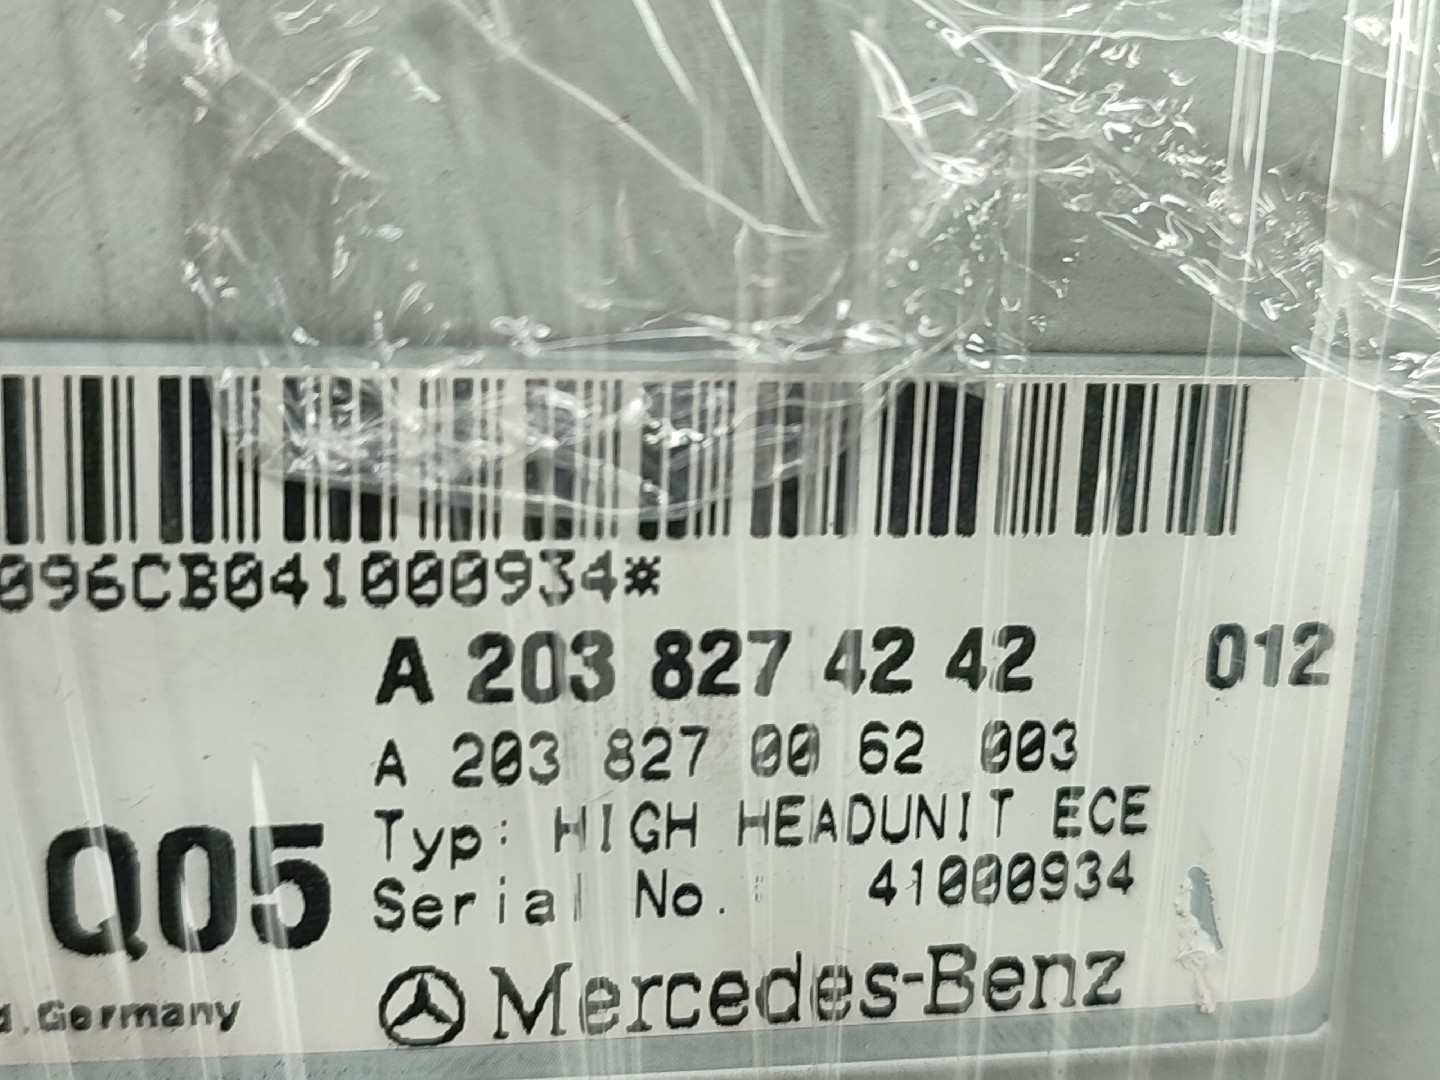 096CB041000934*
A 203 827 42 42 012
A 203 827 00 62 003
Q05
Typ: HIGH HEADUNIT ECE
Serial No.: 41000934
Germany
Mercedes-Benz